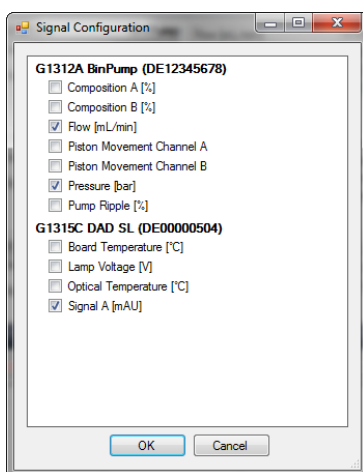 Signal Configuration
G1312A BinPump (DE12345678)
Composition A [%]
Composition B [%]
Flow [mL/min]
Piston Movement Channel A
Piston Movement Channel B
Pressure [bar]
Pump Ripple [%]
G1315C DAD SL (DE00000504)
Board Temperature [°C]
Lamp Voltage [V]
Optical Temperature [°C]
Signal A [mAU]
OK Cancel